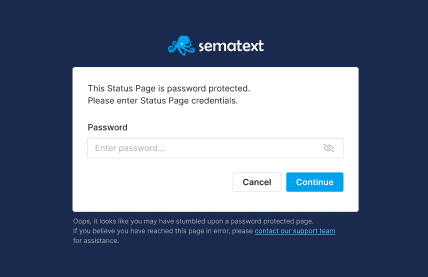 sematext
This Status Page is password protected.
Please enter Status Page credentials.
Password
Enter password...
Cancel
Continue
Oops, it looks like you may have stumbled upon a password protected page.
If you believe you have reached this page in error, please contact our support team
for assistance.